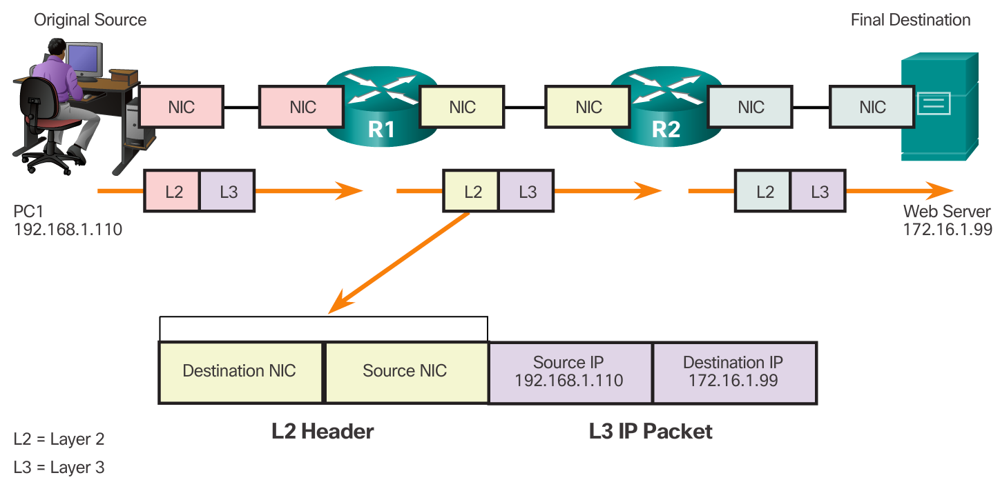 Original Source
Final Destination
NIC
NIC
NIC
NIC
NIC
NIC
R1
R2
L2
L3
L2
L3
L2
L3
PC1
192.168.1.110
Web Server
172.16.1.99
Destination NIC
Source NIC
Source IP
192.168.1.110
Destination IP
172.16.1.99
L2 Header
L3 IP Packet
L2 = Layer 2
L3 = Layer 3